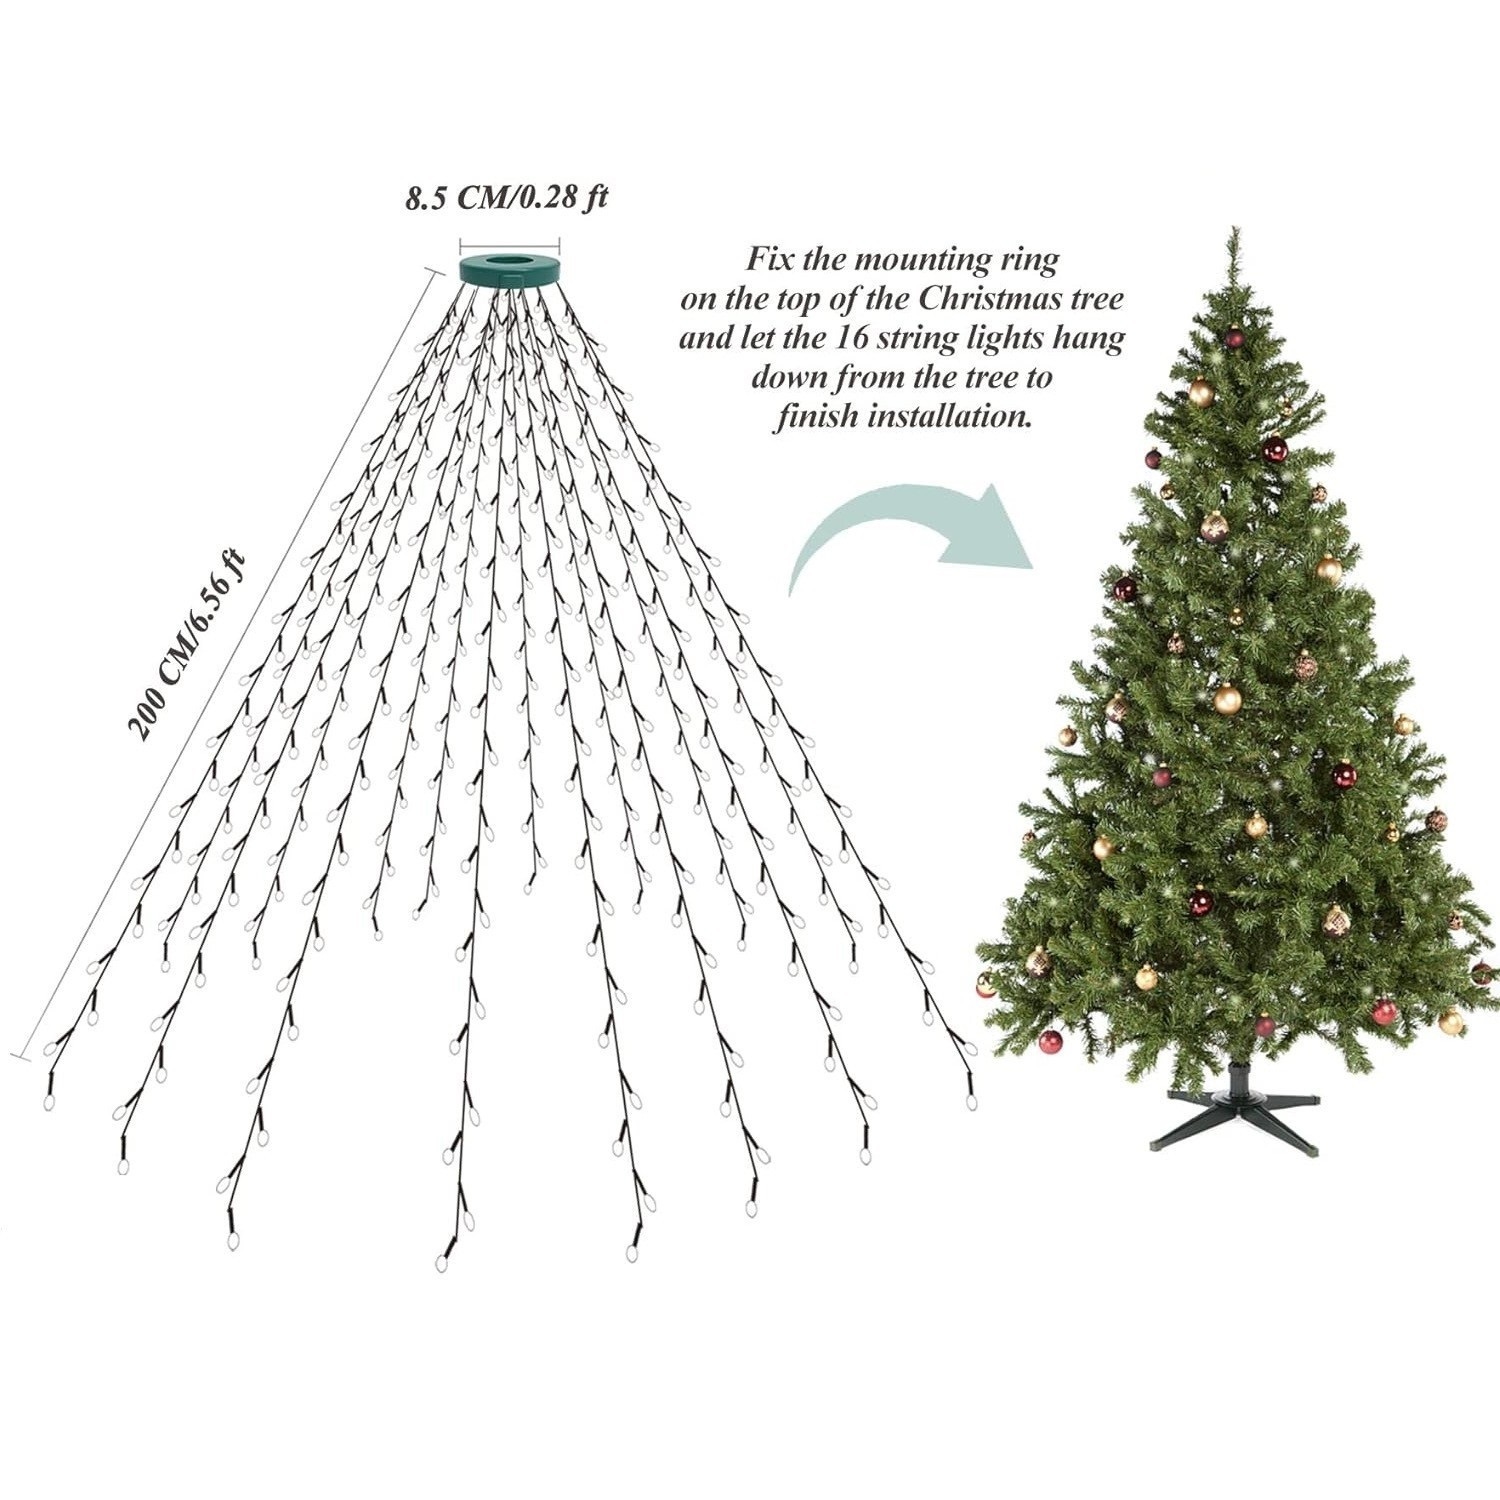 8.5 CM/0.28 ft
Fix the mounting ring
on the top of the Christmas tree
and let the 16 string lights hang
down from the tree to
finish installation.
200 CM/6.56 ft